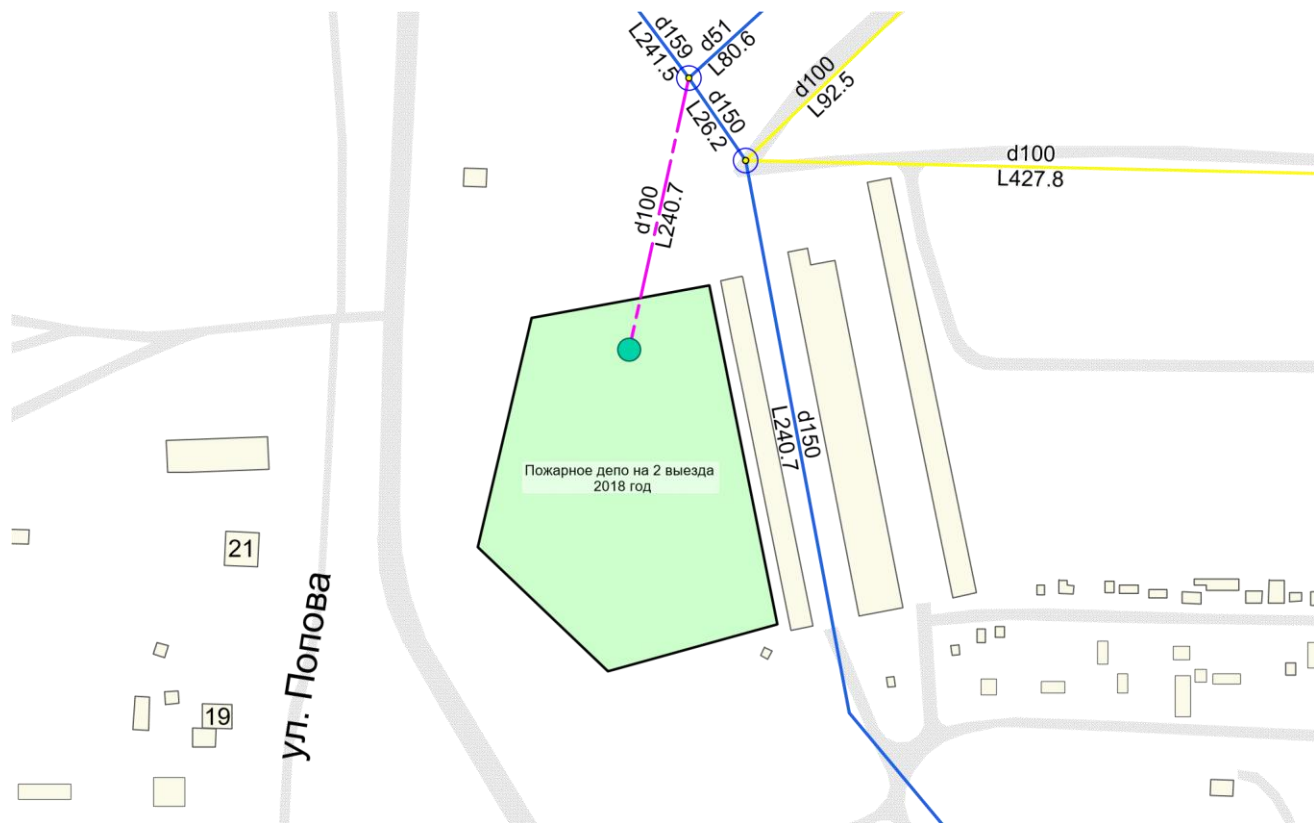 d159
L241.5
d51
L80.6
d100
L92.5
d150
L26.2
d100
L427.8
d100
L240.7
d150
L240.7
Пожарное депо на 2 выезда
2018 год
21
ул. Попова
19